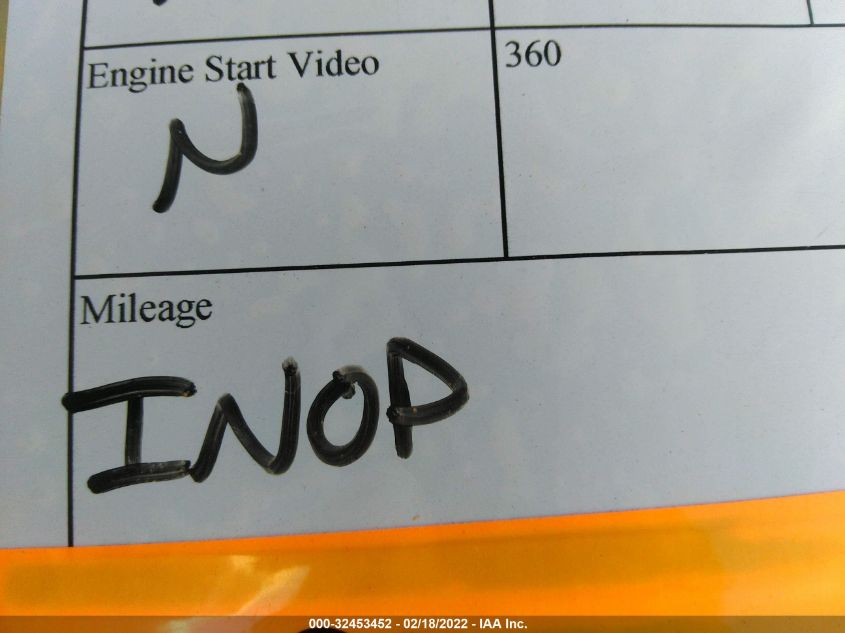 Engine Start Video
360
N
Mileage
INOP
000-32453452 - 02/18/2022 - IAA Inc.